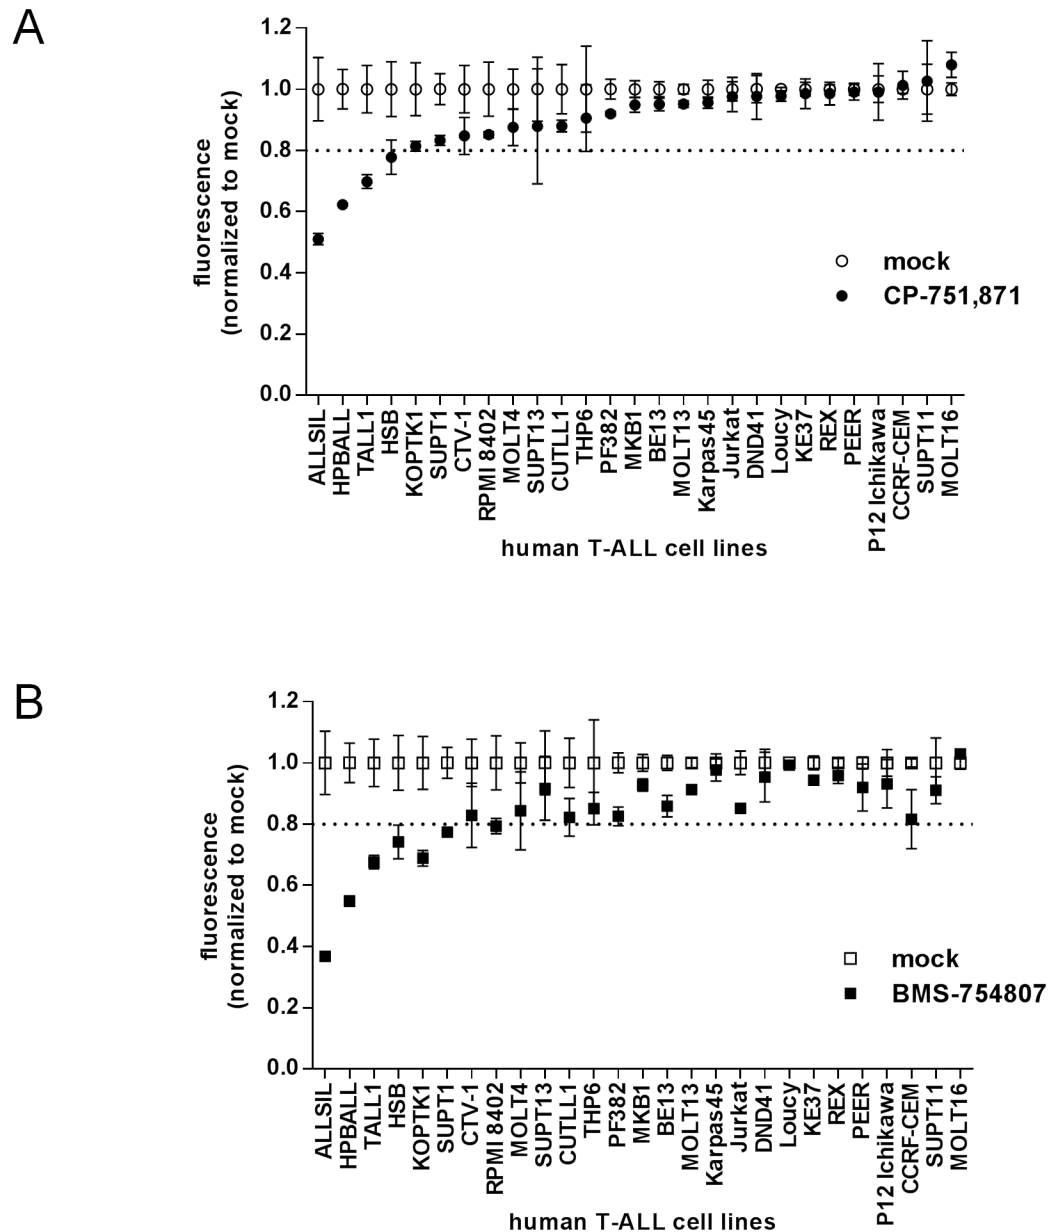 A
1.2
1.0
0.8
0.6
0.4
0.2
0.0
fluorescence
(normalized to mock)
mock
CP-751,871
ALLSIL
HPBALL
TALL1
HSB
KOPTK1
SUPT1
CTV-1
RPMI 8402
MOLT4
SUPT13
CUTLL1
THP6
PF382
MKB1
BE13
MOLT13
Karpas45
Jurkat
DND41
Loucy
KE37
REX
PEER
P12 Ichikawa
CCRF-CEM
SUPT11
MOLT16
human T-ALL cell lines
B
1.2
1.0
0.8
0.6
0.4
0.2
0.0
fluorescence
(normalized to mock)
mock
BMS-754807
ALLSIL
HPBALL
TALL1
HSB
KOPTK1
SUPT1
CTV-1
RPMI 8402
MOLT4
SUPT13
CUTLL1
THP6
PF382
MKB1
BE13
MOLT13
Karpas45
Jurkat
DND41
Loucy
KE37
REX
PEER
P12 Ichikawa
CCRF-CEM
SUPT11
MOLT16
human T-ALL cell lines